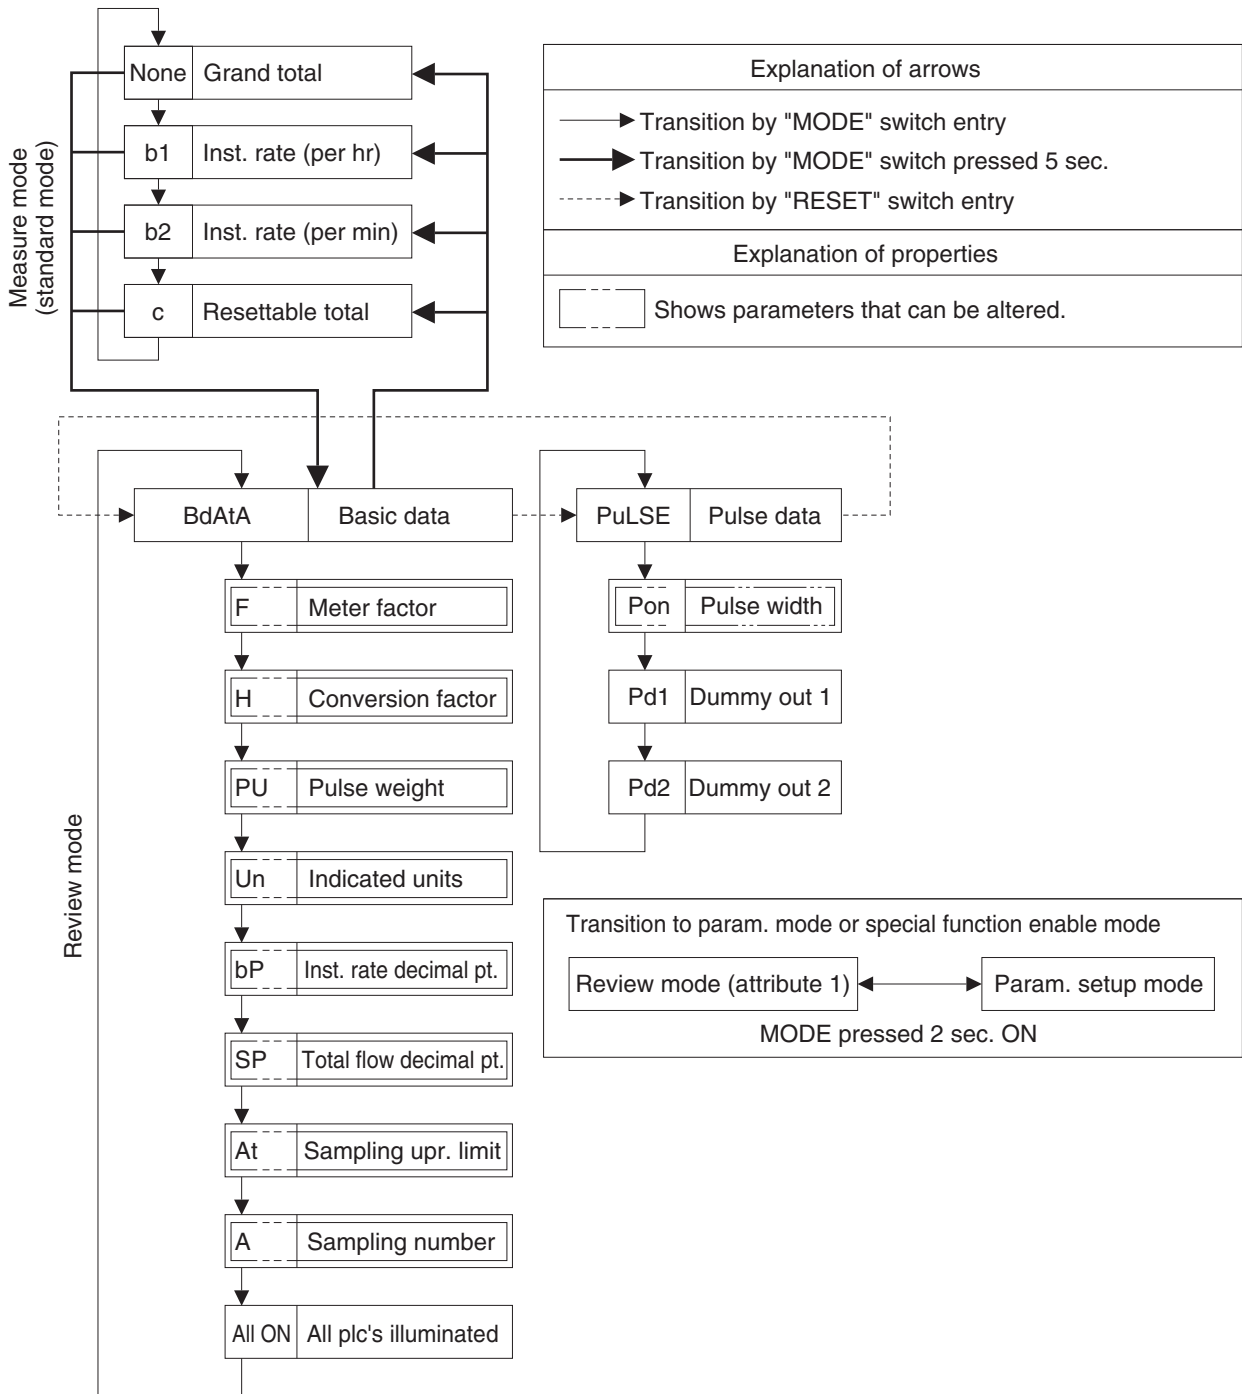 Measure mode
(standard mode)
None Grand total
b1 Inst. rate (per hr)
b2 Inst. rate (per min)
c Resettable total
Explanation of arrows
Transition by "MODE" switch entry
Transition by "MODE" switch pressed 5 sec.
Transition by "RESET" switch entry
Explanation of properties
Shows parameters that can be altered.
Review mode
BdAtA Basic data
F Meter factor
H Conversion factor
PU Pulse weight
Un Indicated units
bP Inst. rate decimal pt.
SP Total flow decimal pt.
At Sampling upr. limit
A Sampling number
All ON All plc's illuminated
PuLSE Pulse data
Pon Pulse width
Pd1 Dummy out 1
Pd2 Dummy out 2
Transition to param. mode or special function enable mode
Review mode (attribute 1) Param. setup mode
MODE pressed 2 sec. ON